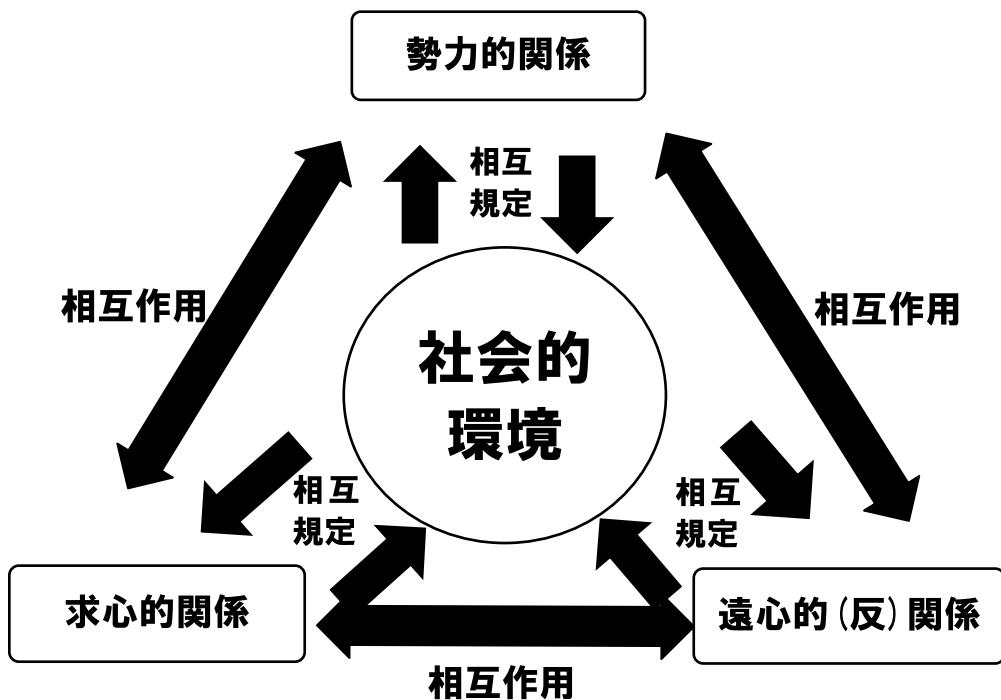 勢力的関係
相互
規定
相互作用
相互作用
社会的
環境
相互
規定
相互
規定
求心的関係
遠心的（反）関係
相互作用